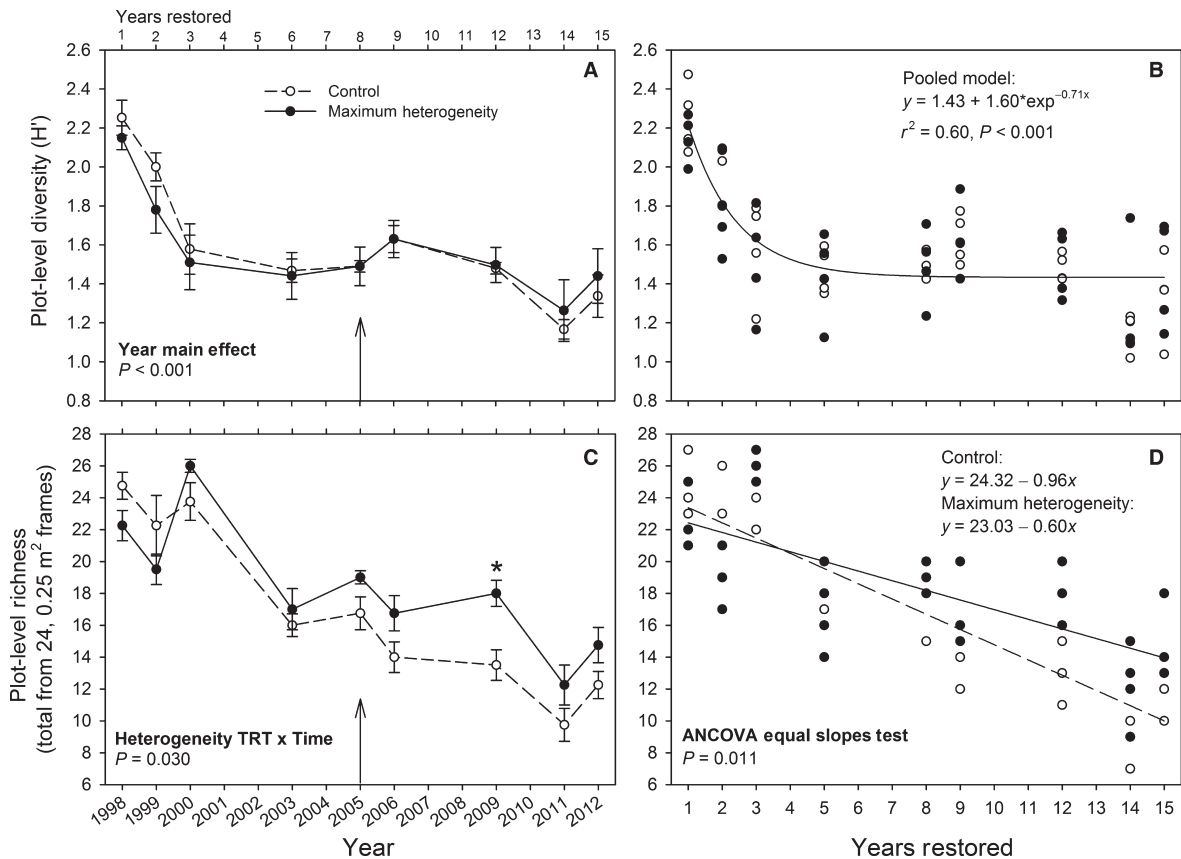 Years restored
1 2 3 4 5 6 8 8 9 10 11 12 13 14 15
2.6
2.4
2.2
2.0
1.8
1.6
1.4
1.2
1.0
0.8
Plot-level diversity (H')
A
Control
Maximum heterogeneity
Year main effect
P < 0.001
2.6
2.4
2.2
2.0
1.8
1.6
1.4
1.2
1.0
0.8
B
Pooled model:
y = 1.43 + 1.60*exp−0.71x
r2 = 0.60, P < 0.001
28
26
24
22
20
18
16
14
12
10
8
6
Plot-level richness
(total from 24, 0.25 m2 frames)
C
*
Heterogeneity TRT x Time
P = 0.030
1998 1999 2000 2001 2002 2003 2004 2005 2006 2007 2008 2009 2010 2011 2012
Year
28
26
24
22
20
18
16
14
12
10
8
6
D
Control:
y = 24.32 − 0.96x
Maximum heterogeneity:
y = 23.03 − 0.60x
ANCOVA equal slopes test
P = 0.011
1 2 3 4 5 6 7 8 9 10 11 12 13 14 15
Years restored